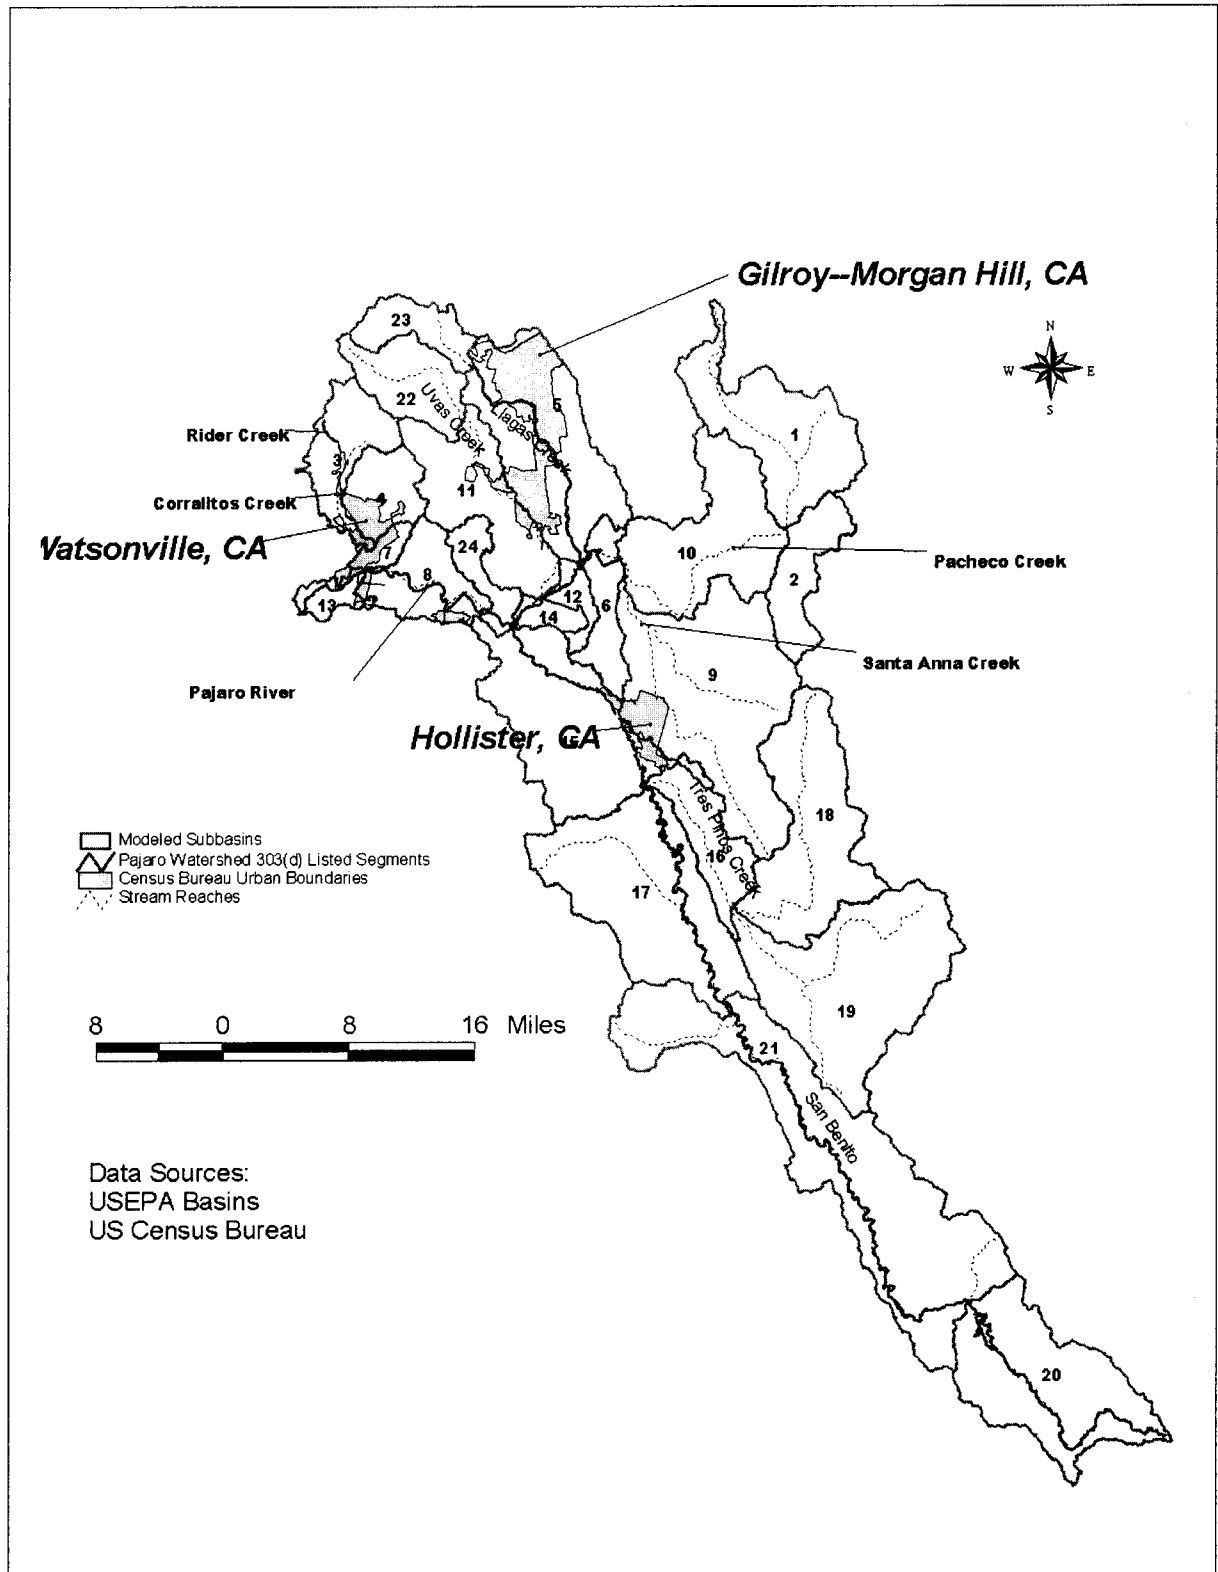 Gilroy--Morgan Hill, CA
N
W E
S
23
22
Uvas Creek
Llagas Creek
5
1
Rider Creek
3
Corralitos Creek
4
11
Watsonville, CA
7
24
10
Pacheco Creek
2
8
12
6
13
14
Santa Anna Creek
9
Pajaro River
Hollister, CA
Tres Pinos Creek
18
16
17
Modeled Subbasins
Pajaro Watershed 303(d) Listed Segments
Census Bureau Urban Boundaries
Stream Reaches
19
8 0 8 16 Miles
21
San Benito
Data Sources:
USEPA Basins
US Census Bureau
20